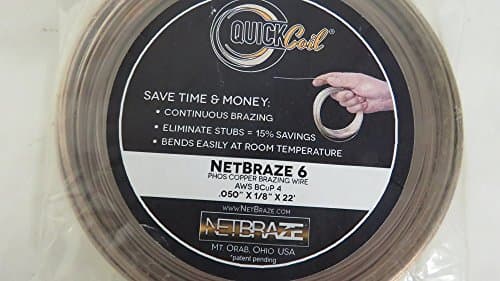 QUICK Coil®
SAVE TIME & MONEY:
• CONTINUOUS BRAZING
• ELIMINATE STUBS = 15% SAVINGS
• BENDS EASILY AT ROOM TEMPERATURE
NETBRAZE 6
PHOS COPPER BRAZING WIRE
AWS BCuP 4
.050" X 1/8" X 22'
WWW.NETBRAZE.COM
NETBRAZE
MT. ORAB, OHIO USA
*patent pending